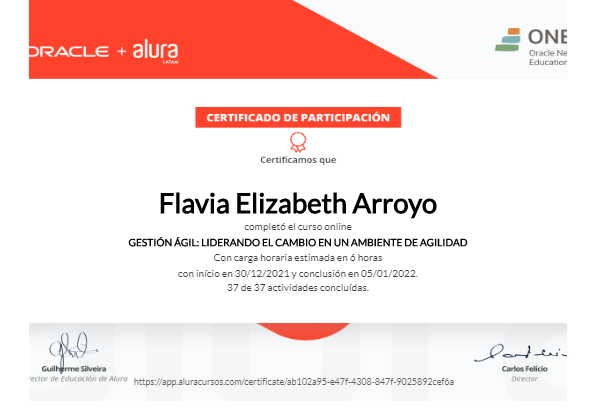 ORACLE + alura
LATAM
ONE
Oracle Ne
Education
CERTIFICADO DE PARTICIPACIÓN
Certificamos que
Flavia Elizabeth Arroyo
completó el curso online
GESTIÓN ÁGIL: LIDERANDO EL CAMBIO EN UN AMBIENTE DE AGILIDAD
Con carga horaria estimada en 6 horas
con início en 30/12/2021 y conclusión en 05/01/2022.
37 de 37 actividades concluídas.
Guilherme Silveira
rector de Educación de Alura
https://app.aluracursos.com/certificate/ab102a95-e47f-4308-847f-9025892cef6a
Carlos Felício
Director